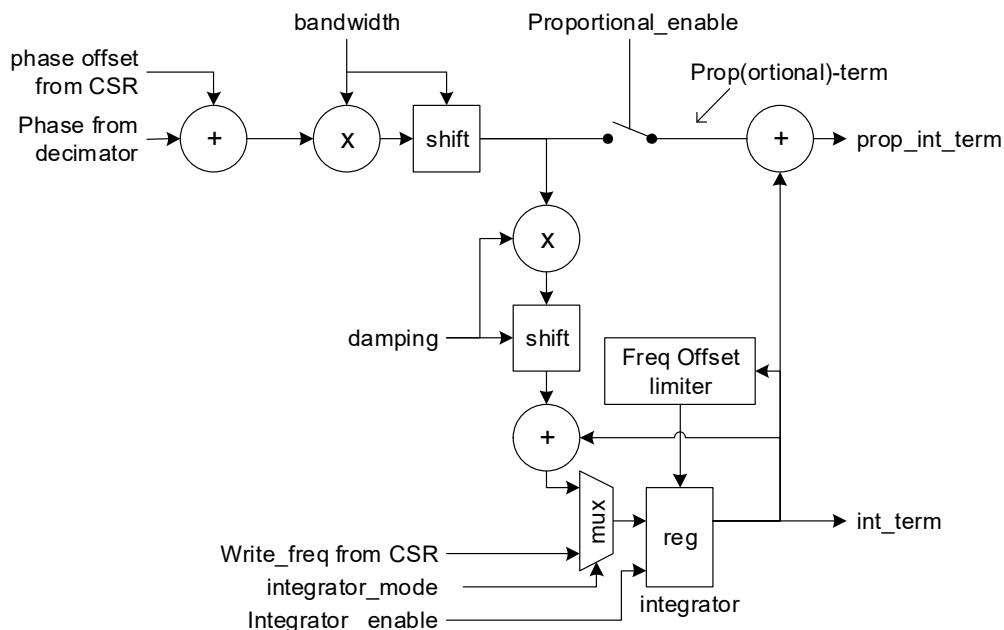 bandwidth
Proportional_enable
phase offset
from CSR
Prop(ortional)-term
Phase from
decimator
+
x
shift
+
prop_int_term
x
damping
shift
Freq Offset
limiter
+
mux
reg
int_term
Write_freq from CSR
integrator_mode
integrator
Integrator_enable